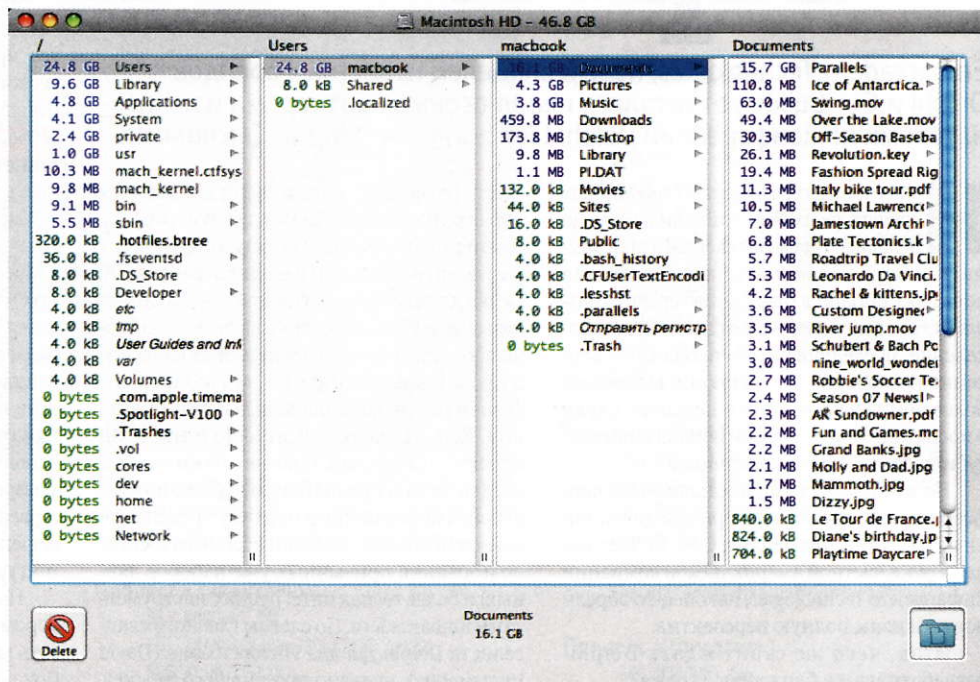 Macintosh HD – 46.8 GB
/
24.8 GB Users
9.6 GB Library
4.8 GB Applications
4.1 GB System
2.4 GB private
1.0 GB usr
10.3 MB mach_kernel.ctfsys
9.8 MB mach_kernel
9.1 MB bin
5.5 MB sbin
320.0 kB .hotfiles.btree
36.0 kB .fseventsd
8.0 kB .DS_Store
8.0 kB Developer
4.0 kB etc
4.0 kB tmp
4.0 kB User Guides and Inf
4.0 kB var
4.0 kB Volumes
0 bytes .com.apple.timema
0 bytes .Spotlight-V100
0 bytes .Trashes
0 bytes .vol
0 bytes cores
0 bytes dev
0 bytes home
0 bytes net
0 bytes Network
Users
24.8 GB macbook
8.0 kB Shared
0 bytes .localized
macbook
16.1 GB Documents
4.3 GB Pictures
3.8 GB Music
459.8 MB Downloads
173.8 MB Desktop
9.8 MB Library
1.1 MB PI.DAT
132.0 kB Movies
44.0 kB Sites
16.0 kB .DS_Store
8.0 kB Public
4.0 kB .bash_history
4.0 kB .CFUserTextEncodi
4.0 kB .lesshst
4.0 kB .parallels
4.0 kB Отправить регистр
0 bytes .Trash
Documents
15.7 GB Parallels
110.8 MB Ice of Antarctica.
63.0 MB Swing.mov
49.4 MB Over the Lake.mov
30.3 MB Off-Season Baseba
26.1 MB Revolution.key
19.4 MB Fashion Spread Rig
11.3 MB Italy bike tour.pdf
10.5 MB Michael Lawrence
7.0 MB Jamestown Archi
6.8 MB Plate Tectonics.k
5.7 MB Roadtrip Travel Clu
5.3 MB Leonardo Da Vinci.
4.2 MB Rachel & kittens.jp
3.6 MB Custom Designe
3.5 MB River jump.mov
3.1 MB Schubert & Bach Po
3.0 MB nine_world_wonde
2.7 MB Robbie's Soccer Te
2.4 MB Season 07 Newsl
2.3 MB AR Sundowner.pdf
2.2 MB Fun and Games.mo
2.2 MB Grand Banks.jpg
2.1 MB Molly and Dad.jpg
1.7 MB Mammoth.jpg
1.5 MB Dizzy.jpg
840.0 kB Le Tour de France.
824.0 kB Diane's birthday.jp
704.0 kB Playtime Daycare
Delete
Documents
16.1 GB